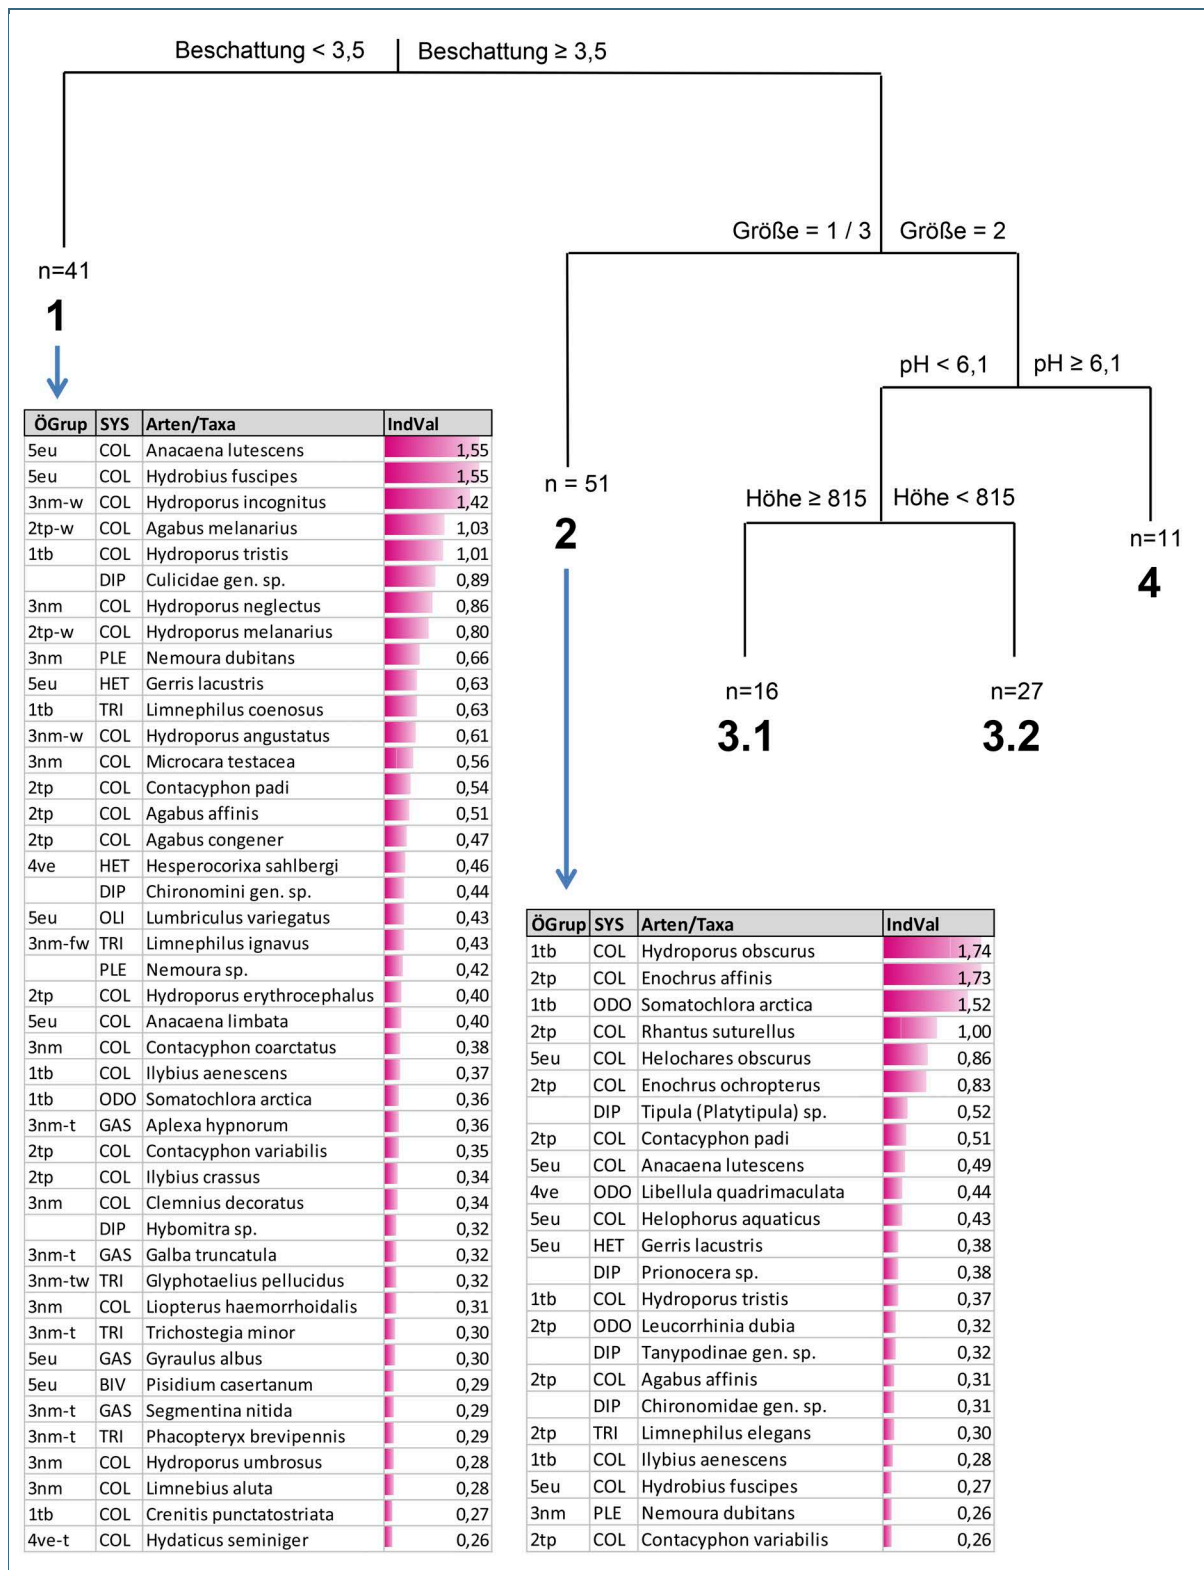 Beschattung < 3,5 Beschattung ≥ 3,5
Größe = 1 / 3 Größe = 2
n=41
1
pH < 6,1 pH ≥ 6,1
n = 51
2
Höhe ≥ 815 Höhe < 815
n=11
4
n=16
3.1
n=27
3.2
ÖGrup SYS Arten/Taxa IndVal
5eu COL Anacaena lutescens 1,55
5eu COL Hydrobius fuscipes 1,55
3nm-w COL Hydroporus incognitus 1,42
2tp-w COL Agabus melanarius 1,03
1tb COL Hydroporus tristis 1,01
DIP Culicidae gen. sp. 0,89
3nm COL Hydroporus neglectus 0,86
2tp-w COL Hydroporus melanarius 0,80
3nm PLE Nemoura dubitans 0,66
5eu HET Gerris lacustris 0,63
1tb TRI Limnephilus coenosus 0,63
3nm-w COL Hydroporus angustatus 0,61
3nm COL Microcara testacea 0,56
2tp COL Contacyphon padi 0,54
2tp COL Agabus affinis 0,51
2tp COL Agabus congener 0,47
4ve HET Hesperocorixa sahlbergi 0,46
DIP Chironomini gen. sp. 0,44
5eu OLI Lumbriculus variegatus 0,43
3nm-fw TRI Limnephilus ignavus 0,43
PLE Nemoura sp. 0,42
2tp COL Hydroporus erythrocephalus 0,40
5eu COL Anacaena limbata 0,40
3nm COL Contacyphon coarctatus 0,38
1tb COL Ilybius aenescens 0,37
1tb ODO Somatochlora arctica 0,36
3nm-t GAS Aplexa hypnorum 0,36
2tp COL Contacyphon variabilis 0,35
2tp COL Ilybius crassus 0,34
3nm COL Clemnius decoratus 0,34
DIP Hybomitra sp. 0,32
3nm-t GAS Galba truncatula 0,32
3nm-tw TRI Glyphotaelius pellucidus 0,32
3nm COL Liopterus haemorrhoidalis 0,31
3nm-t TRI Trichostegia minor 0,30
5eu GAS Gyraulus albus 0,30
5eu BIV Pisidium casertanum 0,29
3nm-t GAS Segmentina nitida 0,29
3nm-t TRI Phacopteryx brevipennis 0,29
3nm COL Hydroporus umbrosus 0,28
3nm COL Limnebius aluta 0,28
1tb COL Crenitis punctatostriata 0,27
4ve-t COL Hydaticus seminiger 0,26
ÖGrup SYS Arten/Taxa IndVal
1tb COL Hydroporus obscurus 1,74
2tp COL Enochrus affinis 1,73
1tb ODO Somatochlora arctica 1,52
2tp COL Rhantus suturellus 1,00
5eu COL Helochares obscurus 0,86
2tp COL Enochrus ochropterus 0,83
DIP Tipula (Platytipula) sp. 0,52
2tp COL Contacyphon padi 0,51
5eu COL Anacaena lutescens 0,49
4ve ODO Libellula quadrimaculata 0,44
5eu COL Helophorus aquaticus 0,43
5eu HET Gerris lacustris 0,38
DIP Prionocera sp. 0,38
1tb COL Hydroporus tristis 0,37
2tp ODO Leucorrhinia dubia 0,32
DIP Tanypodinae gen. sp. 0,32
2tp COL Agabus affinis 0,31
DIP Chironomidae gen. sp. 0,31
2tp TRI Limnephilus elegans 0,30
1tb COL Ilybius aenescens 0,28
5eu COL Hydrobius fuscipes 0,27
3nm PLE Nemoura dubitans 0,26
2tp COL Contacyphon variabilis 0,26